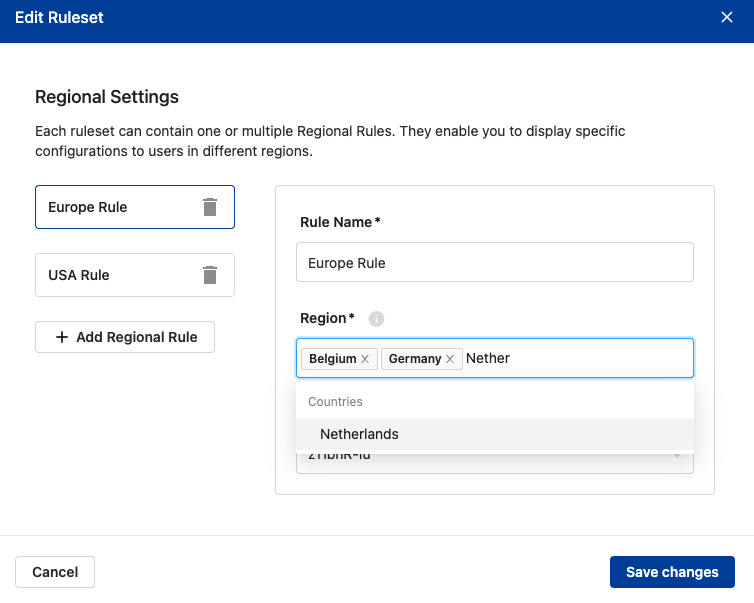 Edit Ruleset
Regional Settings
Each ruleset can contain one or multiple Regional Rules. They enable you to display specific
configurations to users in different regions.
Europe Rule
USA Rule
+ Add Regional Rule
Rule Name*
Europe Rule
Region*
Belgium
Germany
Nether
Countries
Netherlands
Cancel
Save changes